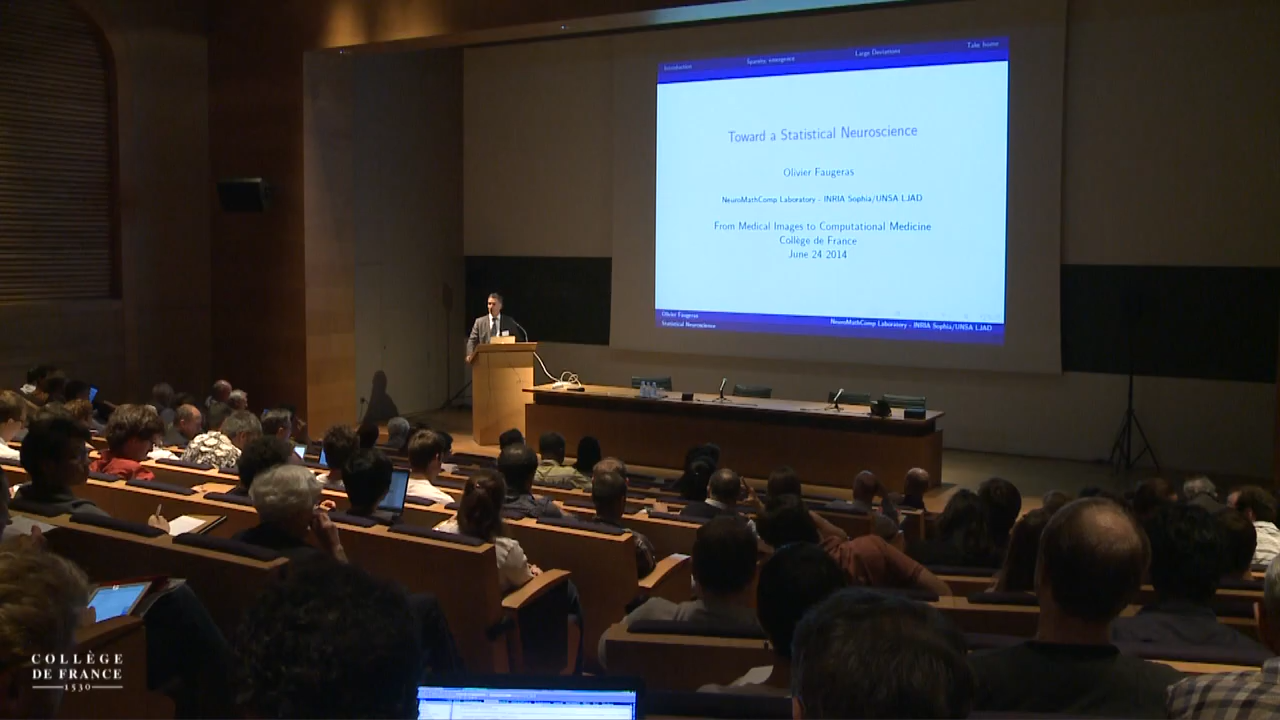 Introduction
Sparsity emergence
Large Deviations
Take home
Toward a Statistical Neuroscience
Olivier Faugeras
NeuroMathComp Laboratory - INRIA Sophia/UNSA LJAD
From Medical Images to Computational Medicine
Collège de France
June 24 2014
Olivier Faugeras
NeuroMathComp Laboratory - INRIA Sophia/UNSA LJAD
Statistical Neuroscience
COLLÈGE
DE FRANCE
1530